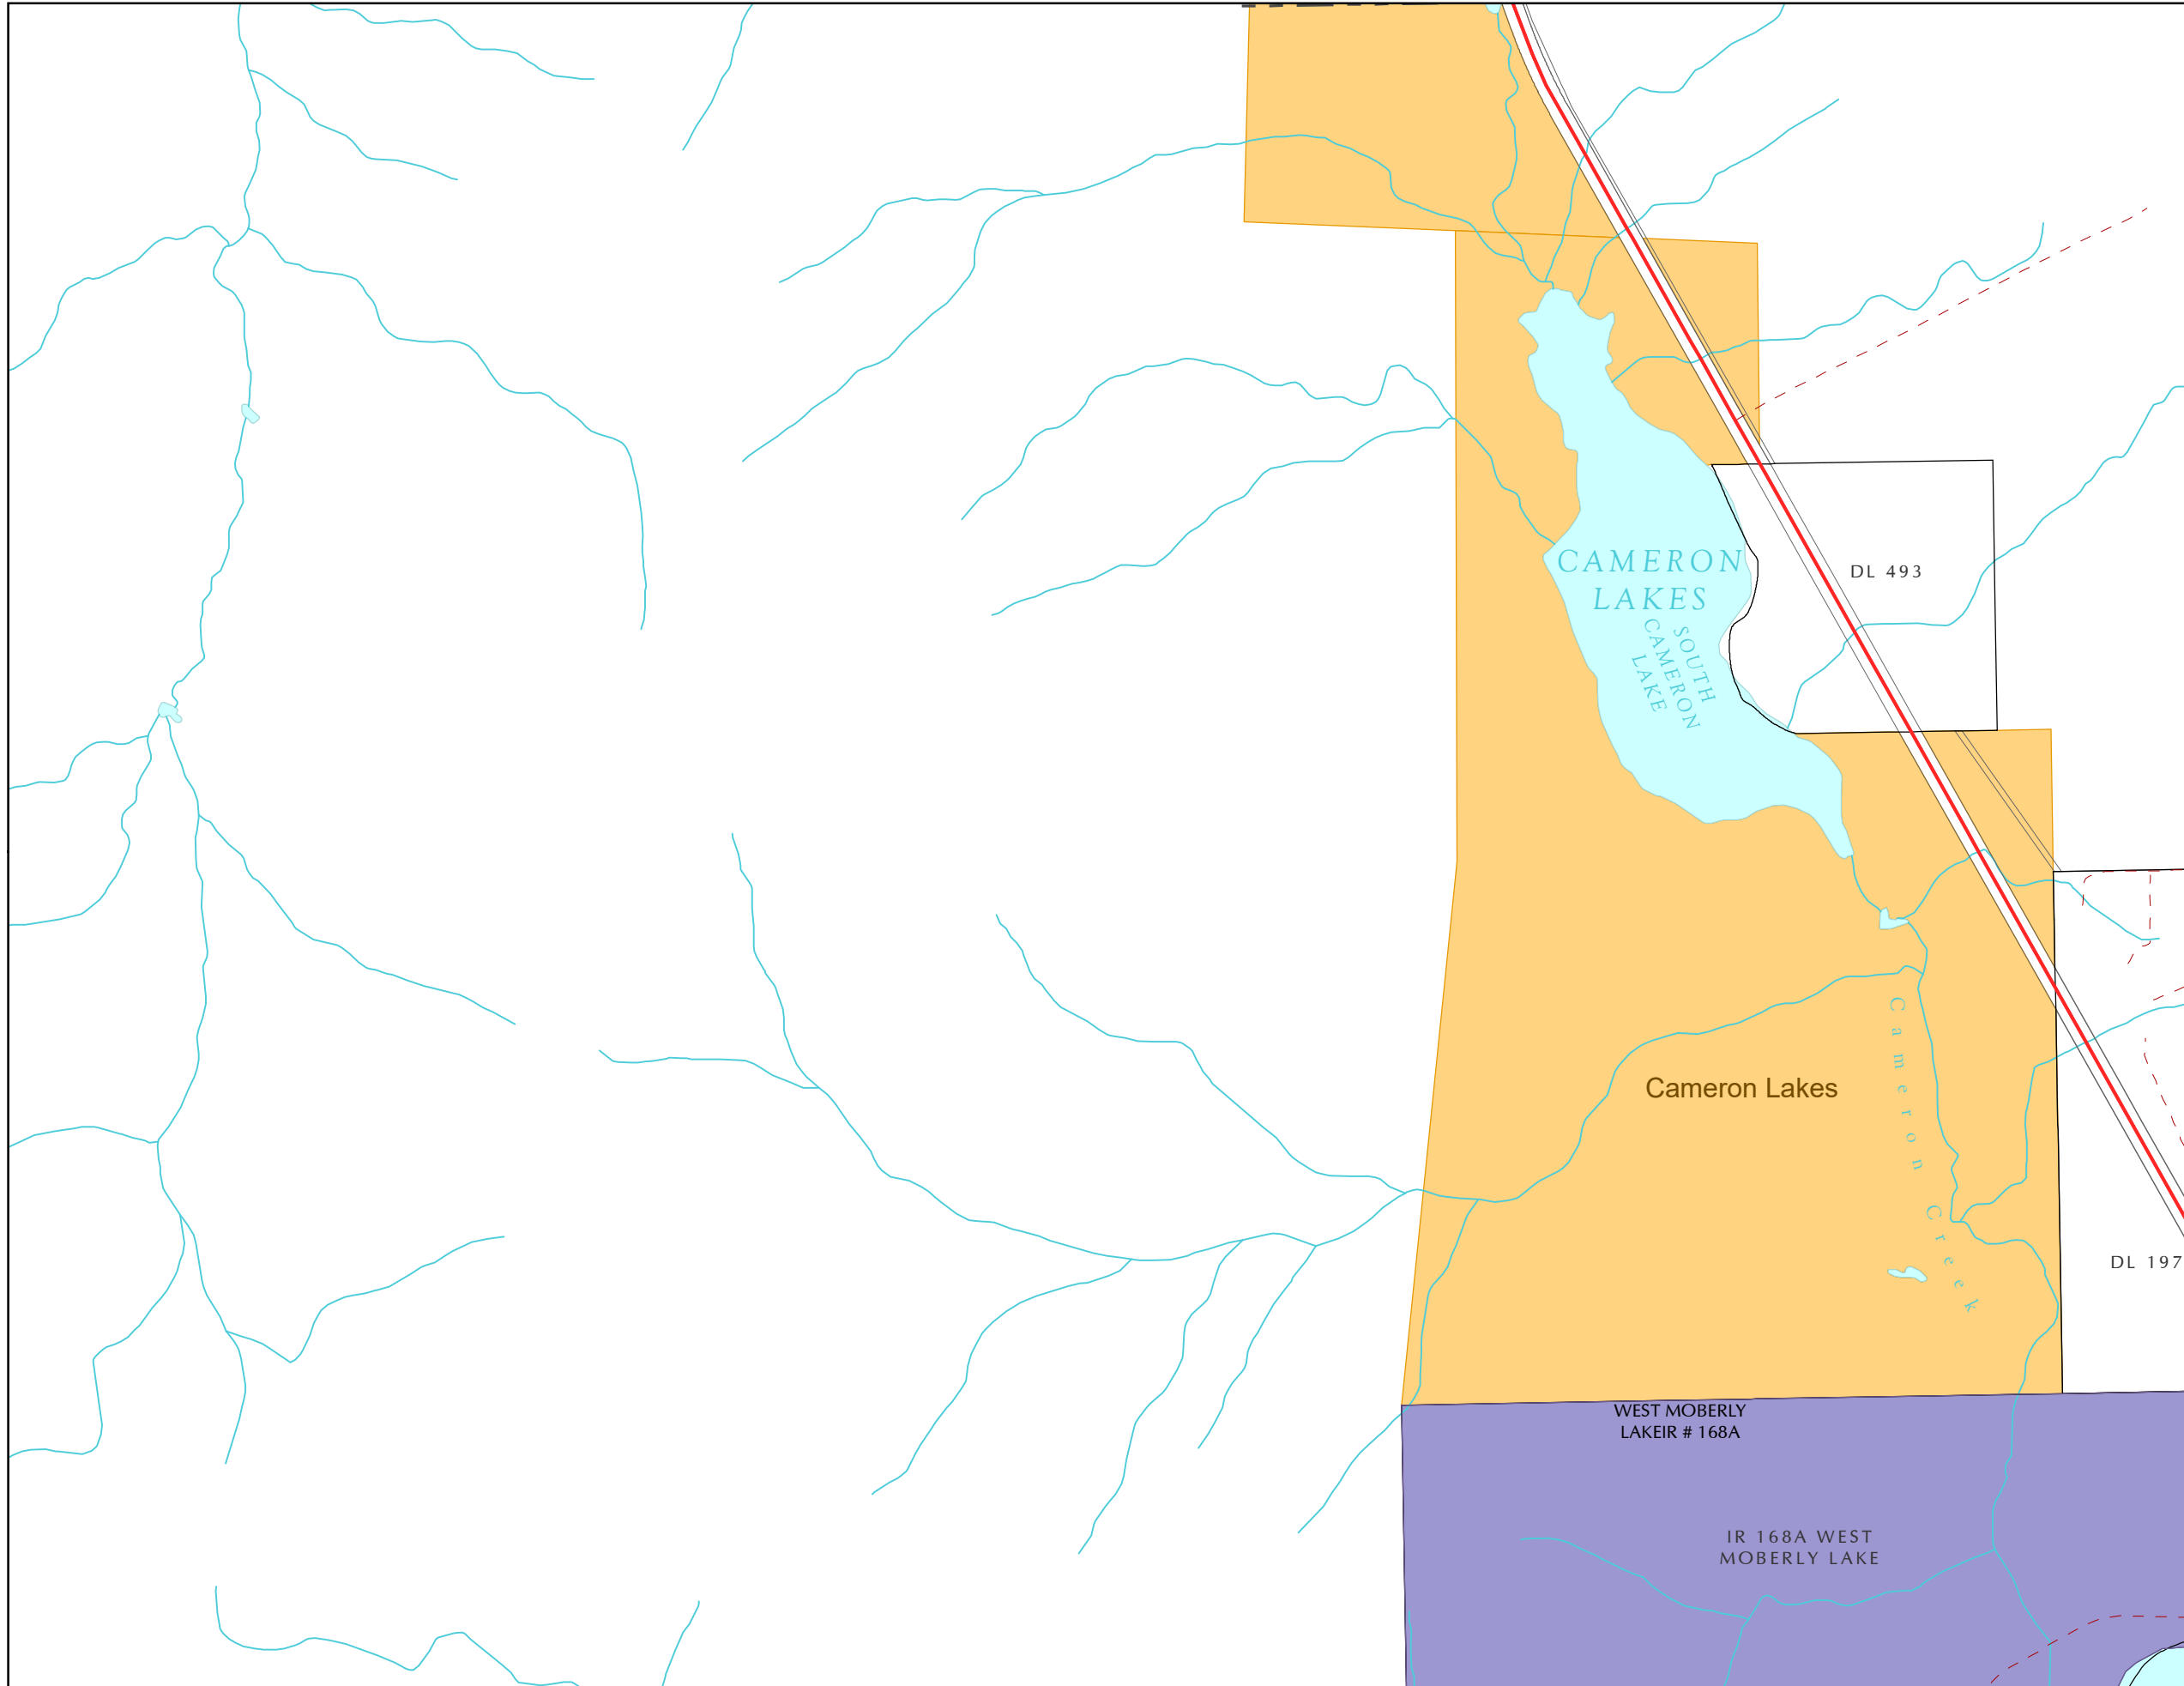 CAMERON
LAKES
SOUTH
CAMERON
LAKE
DL 493
Cameron Lakes
Cameron Creek
DL 197
WEST MOBERLY
LAKEIR # 168A
IR 168A WEST
MOBERLY LAKE